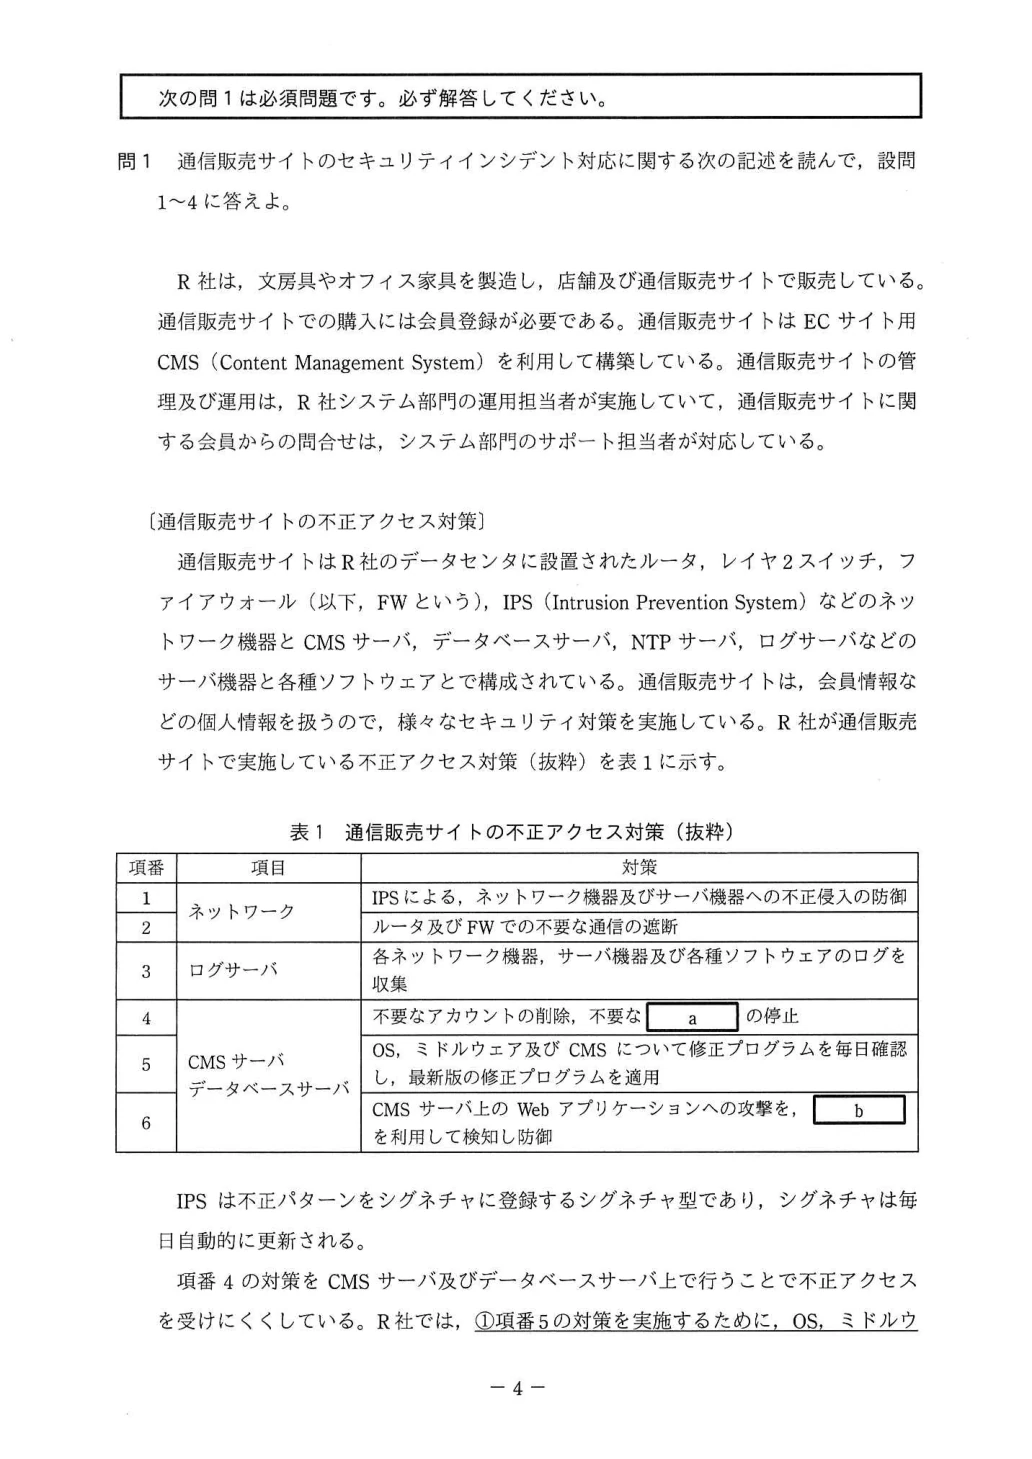 次の問1は必須問題です。必ず解答してください。
問1　通信販売サイトのセキュリティインシデント対応に関する次の記述を読んで，設問
1～4に答えよ。
R社は，文房具やオフィス家具を製造し，店舗及び通信販売サイトで販売している。
通信販売サイトでの購入には会員登録が必要である。通信販売サイトはECサイト用
CMS（Content Management System）を利用して構築している。通信販売サイトの管
理及び運用は，R社システム部門の運用担当者が実施していて，通信販売サイトに関
する会員からの問合せは，システム部門のサポート担当者が対応している。
〔通信販売サイトの不正アクセス対策〕
通信販売サイトはR社のデータセンタに設置されたルータ，レイヤ2スイッチ，フ
ァイアウォール（以下，FWという），IPS（Intrusion Prevention System）などのネッ
トワーク機器とCMSサーバ，データベースサーバ，NTPサーバ，ログサーバなどの
サーバ機器と各種ソフトウェアとで構成されている。通信販売サイトは，会員情報な
どの個人情報を扱うので，様々なセキュリティ対策を実施している。R社が通信販売
サイトで実施している不正アクセス対策（抜粋）を表1に示す。
表1　通信販売サイトの不正アクセス対策（抜粋）
項番　項目　対策
1　ネットワーク　IPSによる，ネットワーク機器及びサーバ機器への不正侵入の防御
2　ルータ及びFWでの不要な通信の遮断
3　ログサーバ　各ネットワーク機器，サーバ機器及び各種ソフトウェアのログを
収集
4　不要なアカウントの削除，不要な　a　の停止
5　CMSサーバ
データベースサーバ　OS，ミドルウェア及びCMSについて修正プログラムを毎日確認
し，最新版の修正プログラムを適用
6　CMSサーバ上のWebアプリケーションへの攻撃を，　b
を利用して検知し防御
IPSは不正パターンをシグネチャに登録するシグネチャ型であり，シグネチャは毎
日自動的に更新される。
項番4の対策をCMSサーバ及びデータベースサーバ上で行うことで不正アクセス
を受けにくくしている。R社では，①項番5の対策を実施するために，OS，ミドルウ
－4－